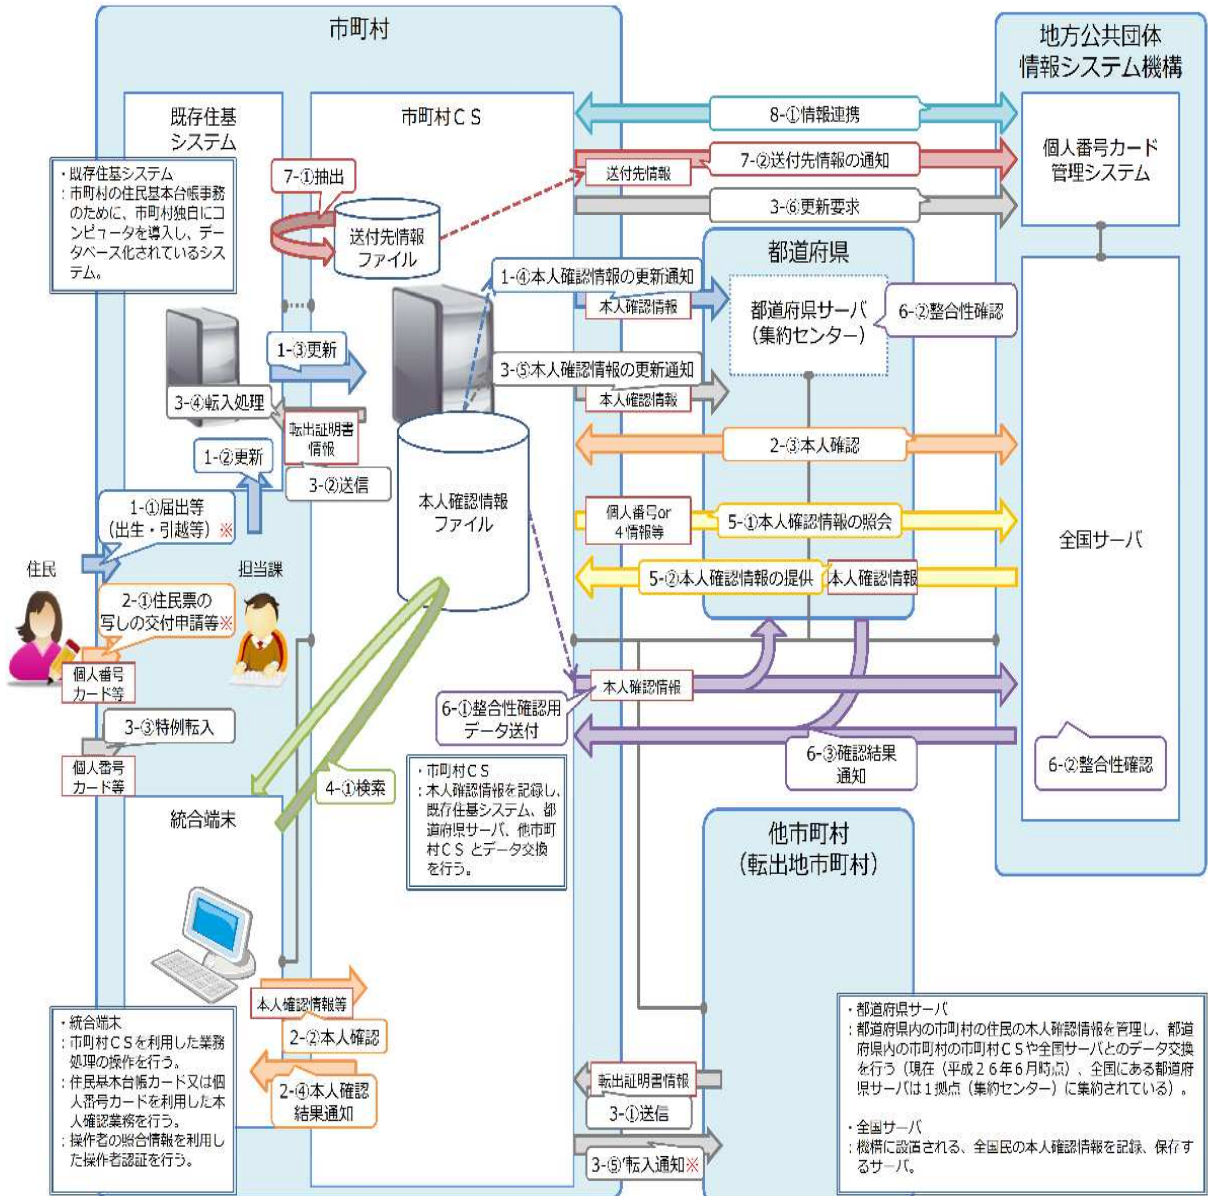 市町村
地方公共団体
情報システム機構
既存住基
システム
市町村ＣＳ
個人番号カード
管理システム
・既存住基システム
：市町村の住民基本台帳事務
のために、市町村独自にコ
ンピュータを導入し、デー
タベース化されているシス
テム。
7-①抽出
送付先情報
ファイル
8-①情報連携
7-②送付先情報の通知
送付先情報
3-⑥更新要求
都道府県
1-④本人確認情報の更新通知
本人確認情報
都道府県サーバ
（集約センター）
6-②整合性確認
1-③更新
3-⑤本人確認情報の更新通知
本人確認情報
3-④転入処理
転出証明書
情報
3-②送信
1-②更新
2-③本人確認
1-①届出等
（出生・引越等）※
本人確認情報
ファイル
個人番号or
４情報等
5-①本人確認情報の照会
全国サーバ
5-②本人確認情報の提供
本人確認情報
住民
担当課
2-①住民票の
写しの交付申請等※
個人番号
カード等
3-③特例転入
個人番号
カード等
本人確認情報
6-①整合性確認用
データ送付
6-③確認結果
通知
6-②整合性確認
4-①検索
・市町村ＣＳ
：本人確認情報を記録し、
既存住基システム、都
道府県サーバ、他市町
村ＣＳ とデータ交換
を行う。
統合端末
他市町村
（転出地市町村）
本人確認情報等
2-②本人確認
2-④本人確認
結果通知
・統合端末
：市町村ＣＳを利用した業務
処理の操作を行う。
：住民基本台帳カード又は個
人番号カードを利用した本
人確認業務を行う。
：操作者の照合情報を利用し
た操作者認証を行う。
転出証明書情報
3-①送信
3-⑤’転入通知※
・都道府県サーバ
：都道府県内の市町村の住民の本人確認情報を管理し、都道
府県内の市町村の市町村ＣＳや全国サーバとのデータ交換
を行う（現在（平成２６年６月時点）、全国にある都道府
県サーバは１拠点（集約センター）に集約されている）。
・全国サーバ
：機構に設置される、全国民の本人確認情報を記録、保存す
るサーバ。